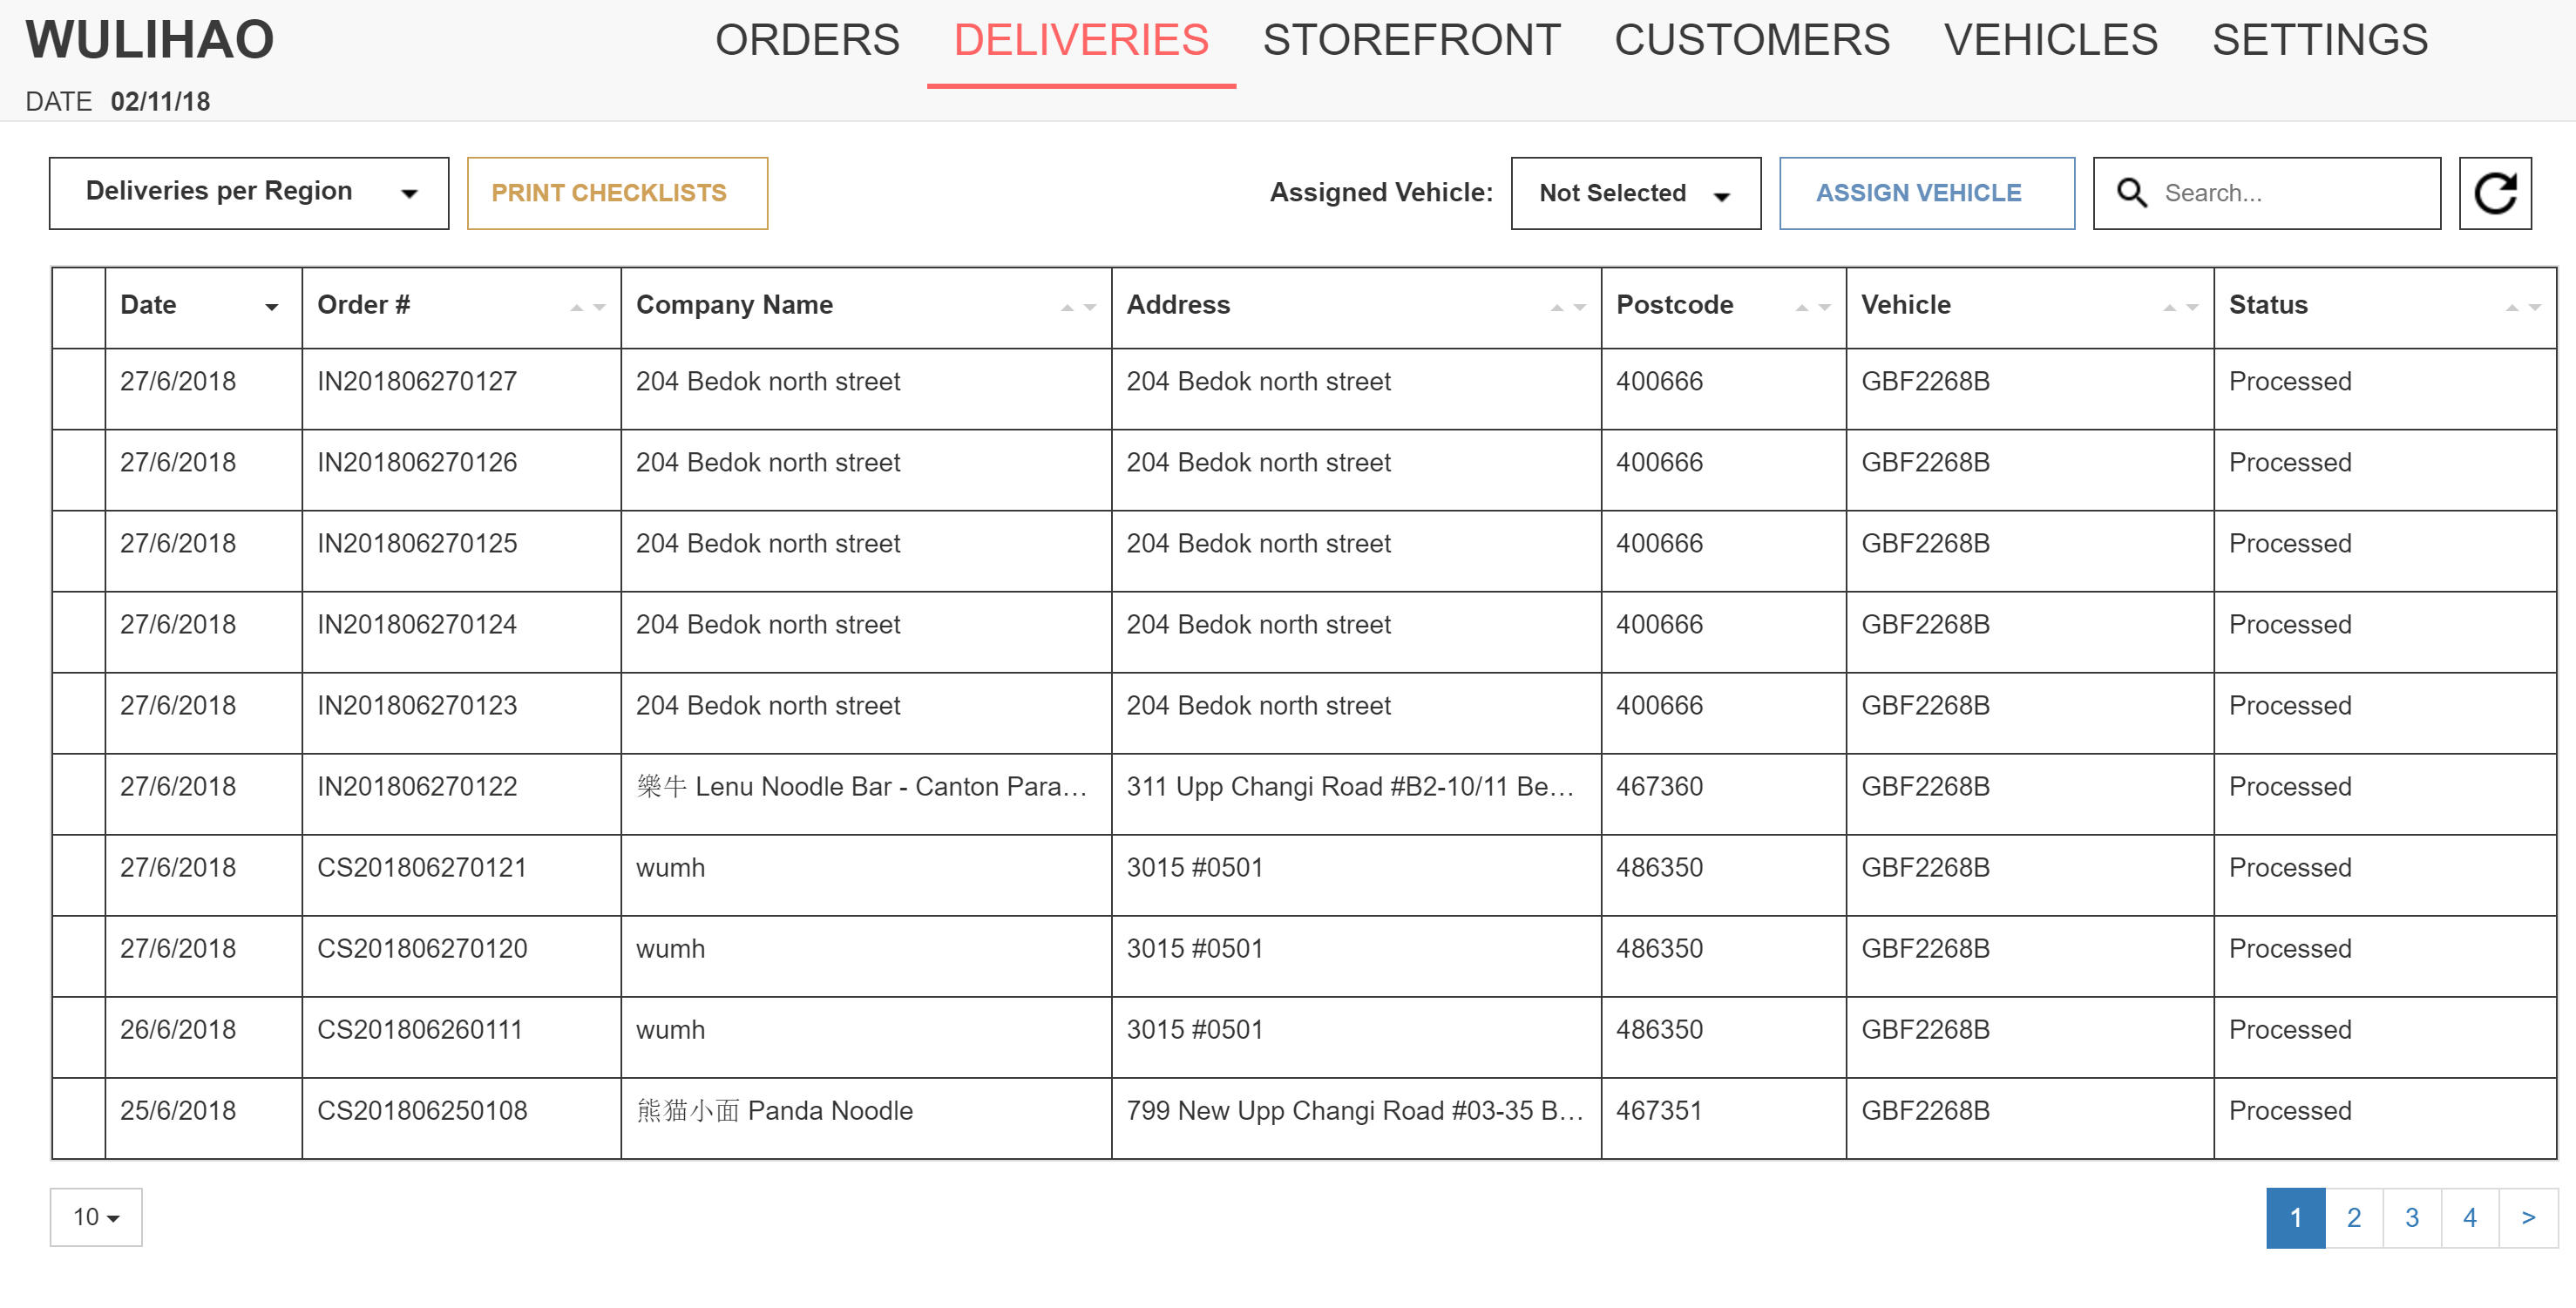 WULIHAO ORDERS DELIVERIES STOREFRONT CUSTOMERS VEHICLES SETTINGS
DATE 02/11/18
Deliveries per Region PRINT CHECKLISTS Assigned Vehicle: Not Selected ASSIGN VEHICLE Search...
Date Order # Company Name Address Postcode Vehicle Status
27/6/2018 IN201806270127 204 Bedok north street 204 Bedok north street 400666 GBF2268B Processed
27/6/2018 IN201806270126 204 Bedok north street 204 Bedok north street 400666 GBF2268B Processed
27/6/2018 IN201806270125 204 Bedok north street 204 Bedok north street 400666 GBF2268B Processed
27/6/2018 IN201806270124 204 Bedok north street 204 Bedok north street 400666 GBF2268B Processed
27/6/2018 IN201806270123 204 Bedok north street 204 Bedok north street 400666 GBF2268B Processed
27/6/2018 IN201806270122 樂牛 Lenu Noodle Bar - Canton Para... 311 Upp Changi Road #B2-10/11 Be... 467360 GBF2268B Processed
27/6/2018 CS201806270121 wumh 3015 #0501 486350 GBF2268B Processed
27/6/2018 CS201806270120 wumh 3015 #0501 486350 GBF2268B Processed
26/6/2018 CS201806260111 wumh 3015 #0501 486350 GBF2268B Processed
25/6/2018 CS201806250108 熊猫小面 Panda Noodle 799 New Upp Changi Road #03-35 B... 467351 GBF2268B Processed
10 1 2 3 4 >